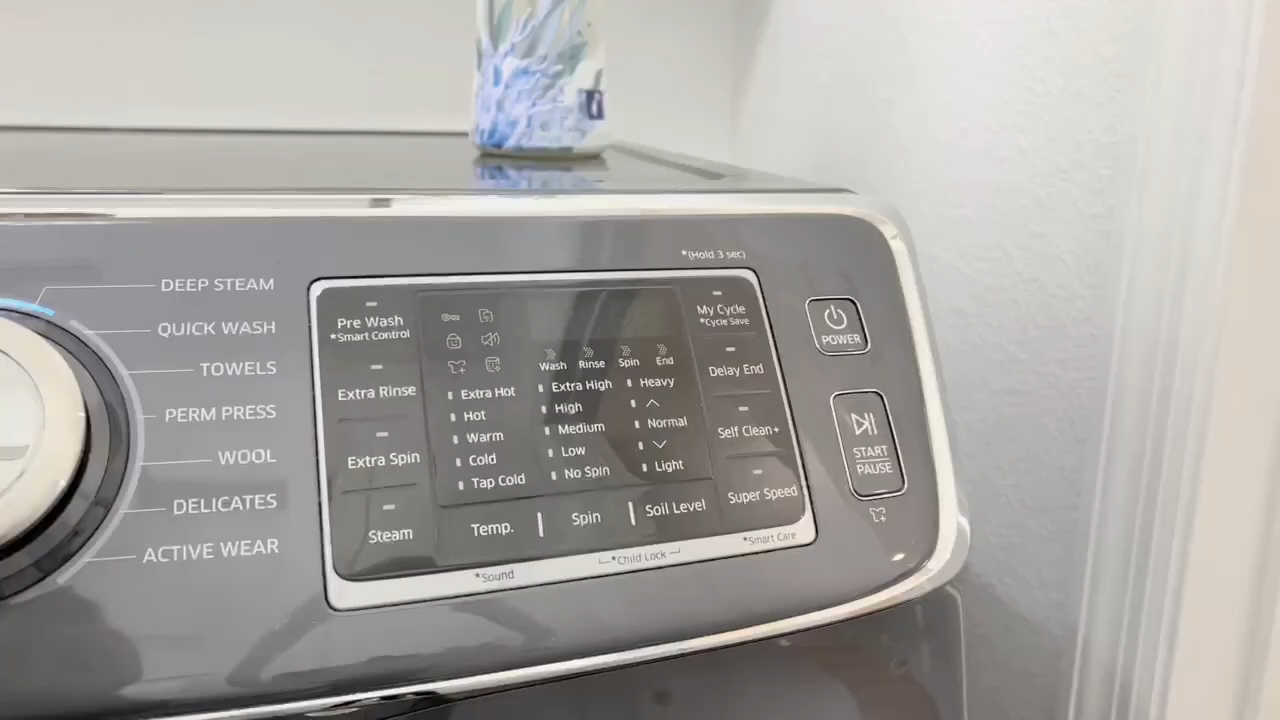 *(Hold 3 sec)
DEEP STEAM
QUICK WASH
TOWELS
PERM PRESS
WOOL
DELICATES
ACTIVE WEAR
Pre Wash
*Smart Control
Extra Rinse
Extra Spin
Steam
Wash Rinse Spin End
Extra Hot
Hot
Warm
Cold
Tap Cold
Extra High
High
Medium
Low
No Spin
Heavy
Normal
Light
Temp. | Spin | Soil Level
My Cycle
*Cycle Save
Delay End
Self Clean+
Super Speed
*Sound
*Child Lock
*Smart Care
POWER
START
PAUSE